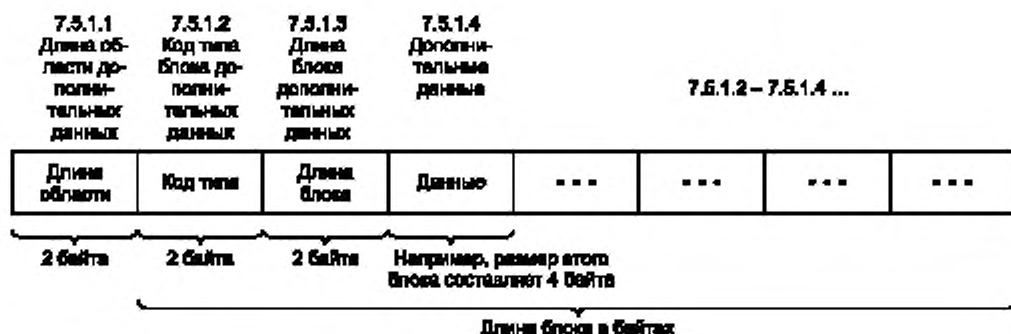 7.5.1.1
Длина об-
ласти до-
полни-
тельных
данных
7.5.1.2
Код типа
блока до-
полни-
тельных
данных
7.5.1.3
Длина
блока
дополни-
тельных
данных
7.5.1.4
Дополни-
тельные
данные
7.5.1.2 – 7.5.1.4 ...
Длина
области
Код типа
Длина
блока
Данные
• • •
• • •
• • •
• • •
2 байта
2 байта
2 байта
Например, размер этого
блока составляет 4 байта
Длина блока в байтах